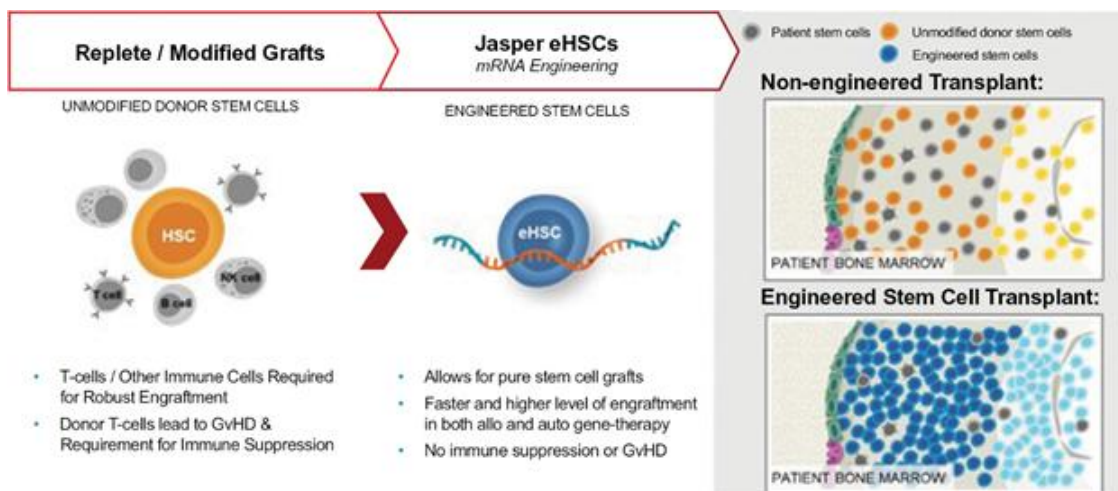 Replete / Modified Grafts
Jasper eHSCs
mRNA Engineering
UNMODIFIED DONOR STEM CELLS
ENGINEERED STEM CELLS
HSC
T cell
B cell
NK cell
eHSC
• T-cells / Other Immune Cells Required
for Robust Engraftment
• Donor T-cells lead to GvHD &
Requirement for Immune Suppression
• Allows for pure stem cell grafts
• Faster and higher level of engraftment
in both allo and auto gene-therapy
• No immune suppression or GvHD
Patient stem cells
Unmodified donor stem cells
Engineered stem cells
Non-engineered Transplant:
PATIENT BONE MARROW
Engineered Stem Cell Transplant:
PATIENT BONE MARROW